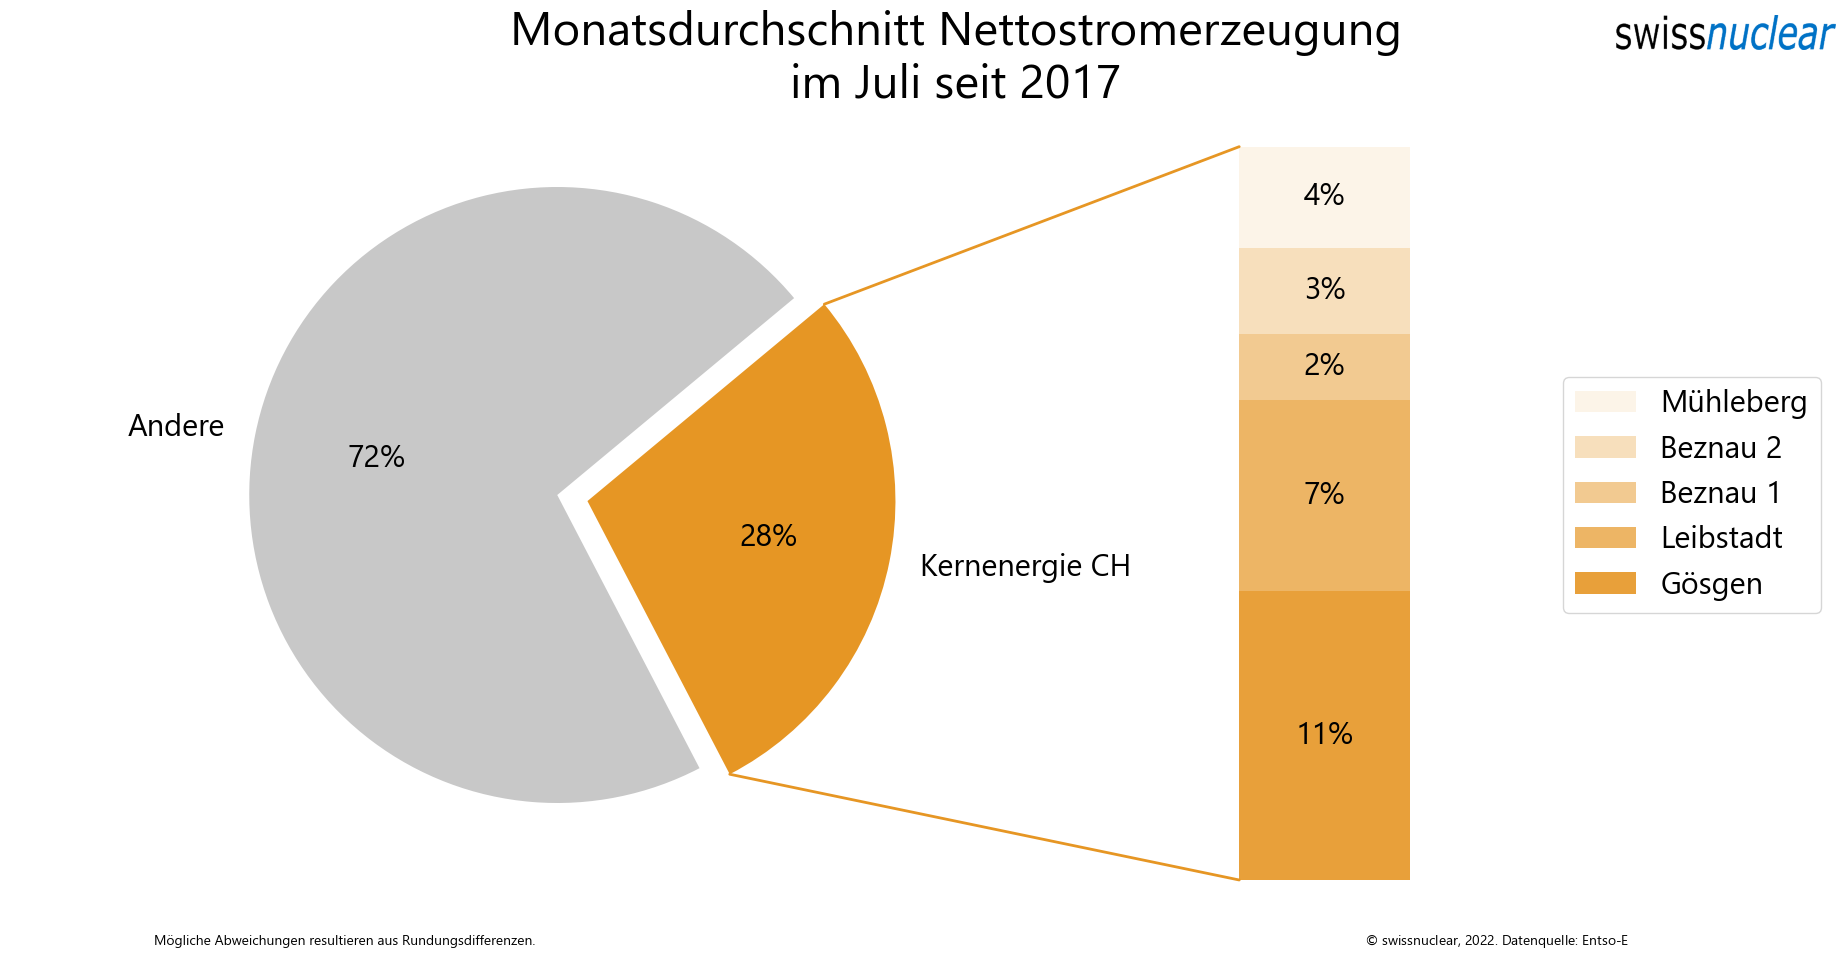 Monatsdurchschnitt Nettostromerzeugung
im Juli seit 2017
swissnuclear
Andere
72%
28%
Kernenergie CH
4%
3%
2%
7%
11%
Mühleberg
Beznau 2
Beznau 1
Leibstadt
Gösgen
Mögliche Abweichungen resultieren aus Rundungsdifferenzen.
© swissnuclear, 2022. Datenquelle: Entso-E